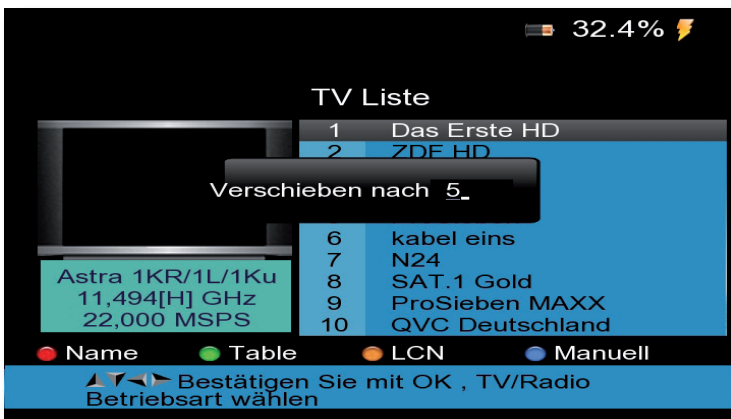 32.4%
TV Liste
1 Das Erste HD
2 ZDF HD
Verschieben nach 5
6 kabel eins
7 N24
8 SAT.1 Gold
9 ProSieben MAXX
10 QVC Deutschland
Astra 1KR/1L/1Ku
11,494[H] GHz
22,000 MSPS
Name Table LCN Manuell
Bestätigen Sie mit OK , TV/Radio
Betriebsart wählen